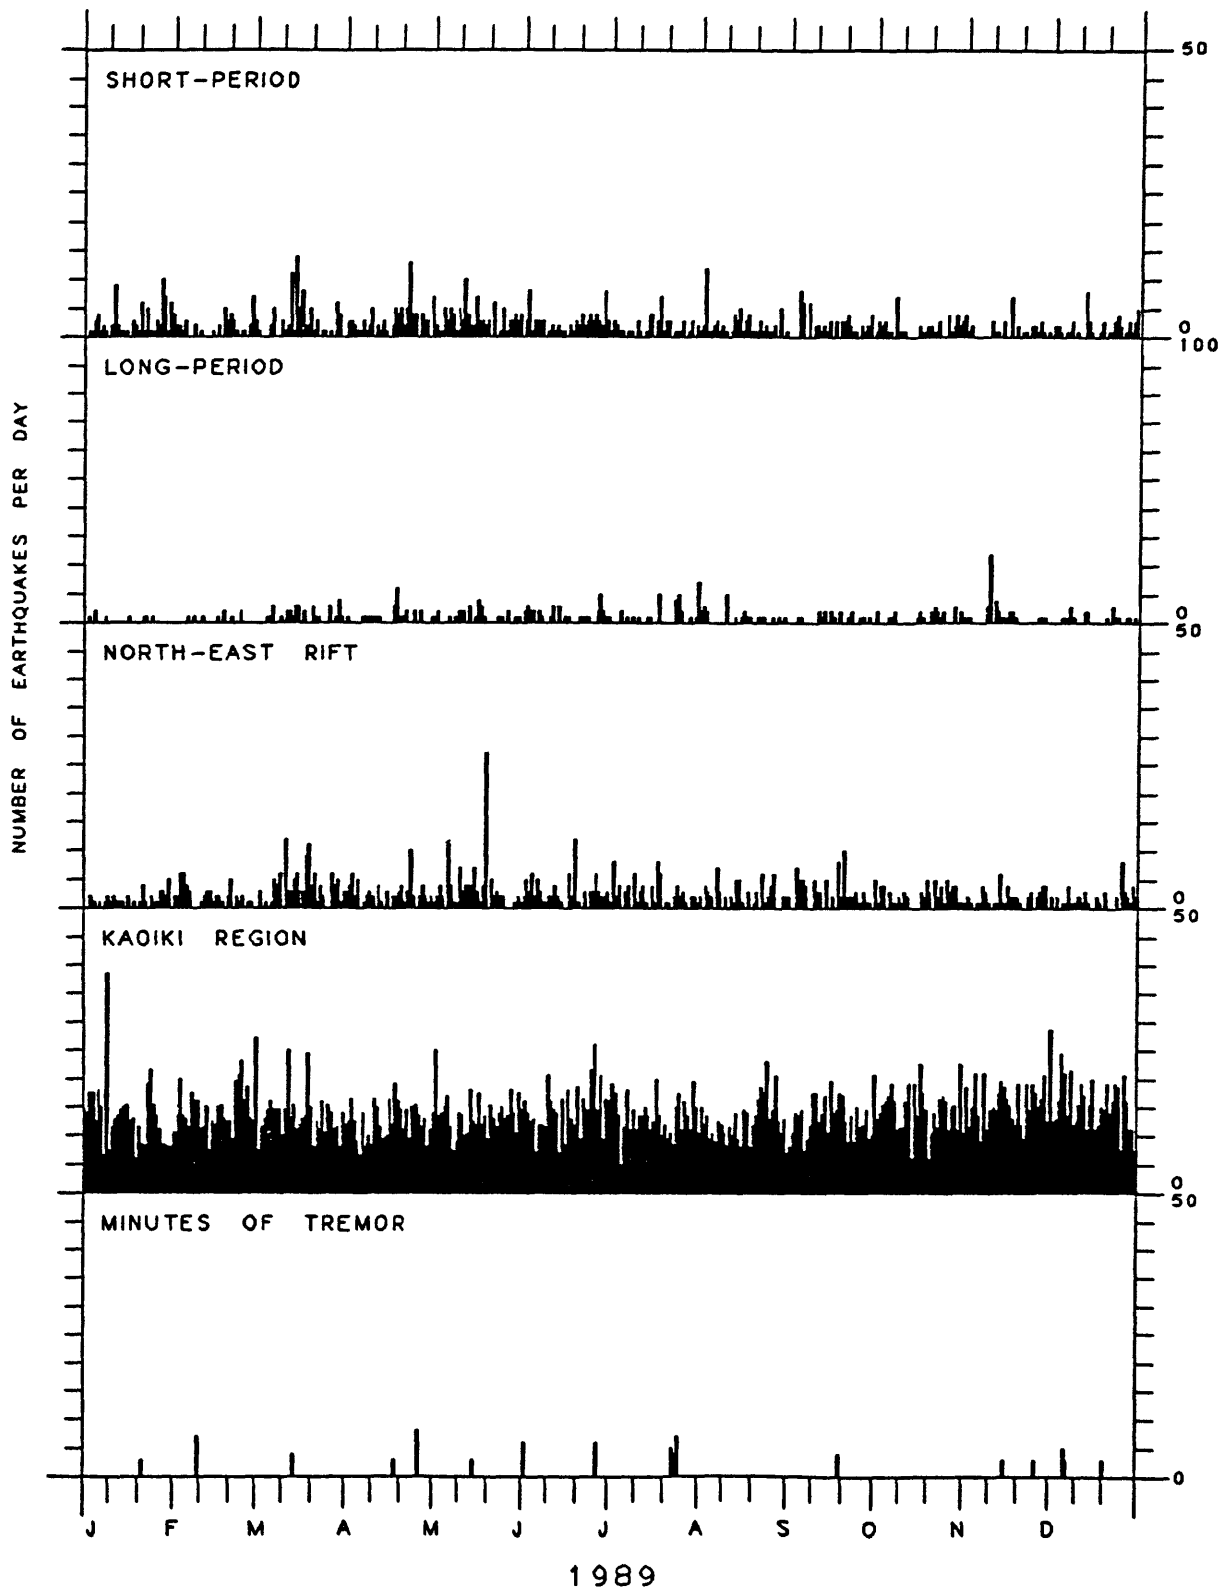 50
SHORT-PERIOD
0
100
LONG-PERIOD
0
50
NORTH-EAST RIFT
0
50
KAOIKI REGION
0
50
MINUTES OF TREMOR
0
NUMBER OF EARTHQUAKES PER DAY
J F M A M J J A S O N D
1989